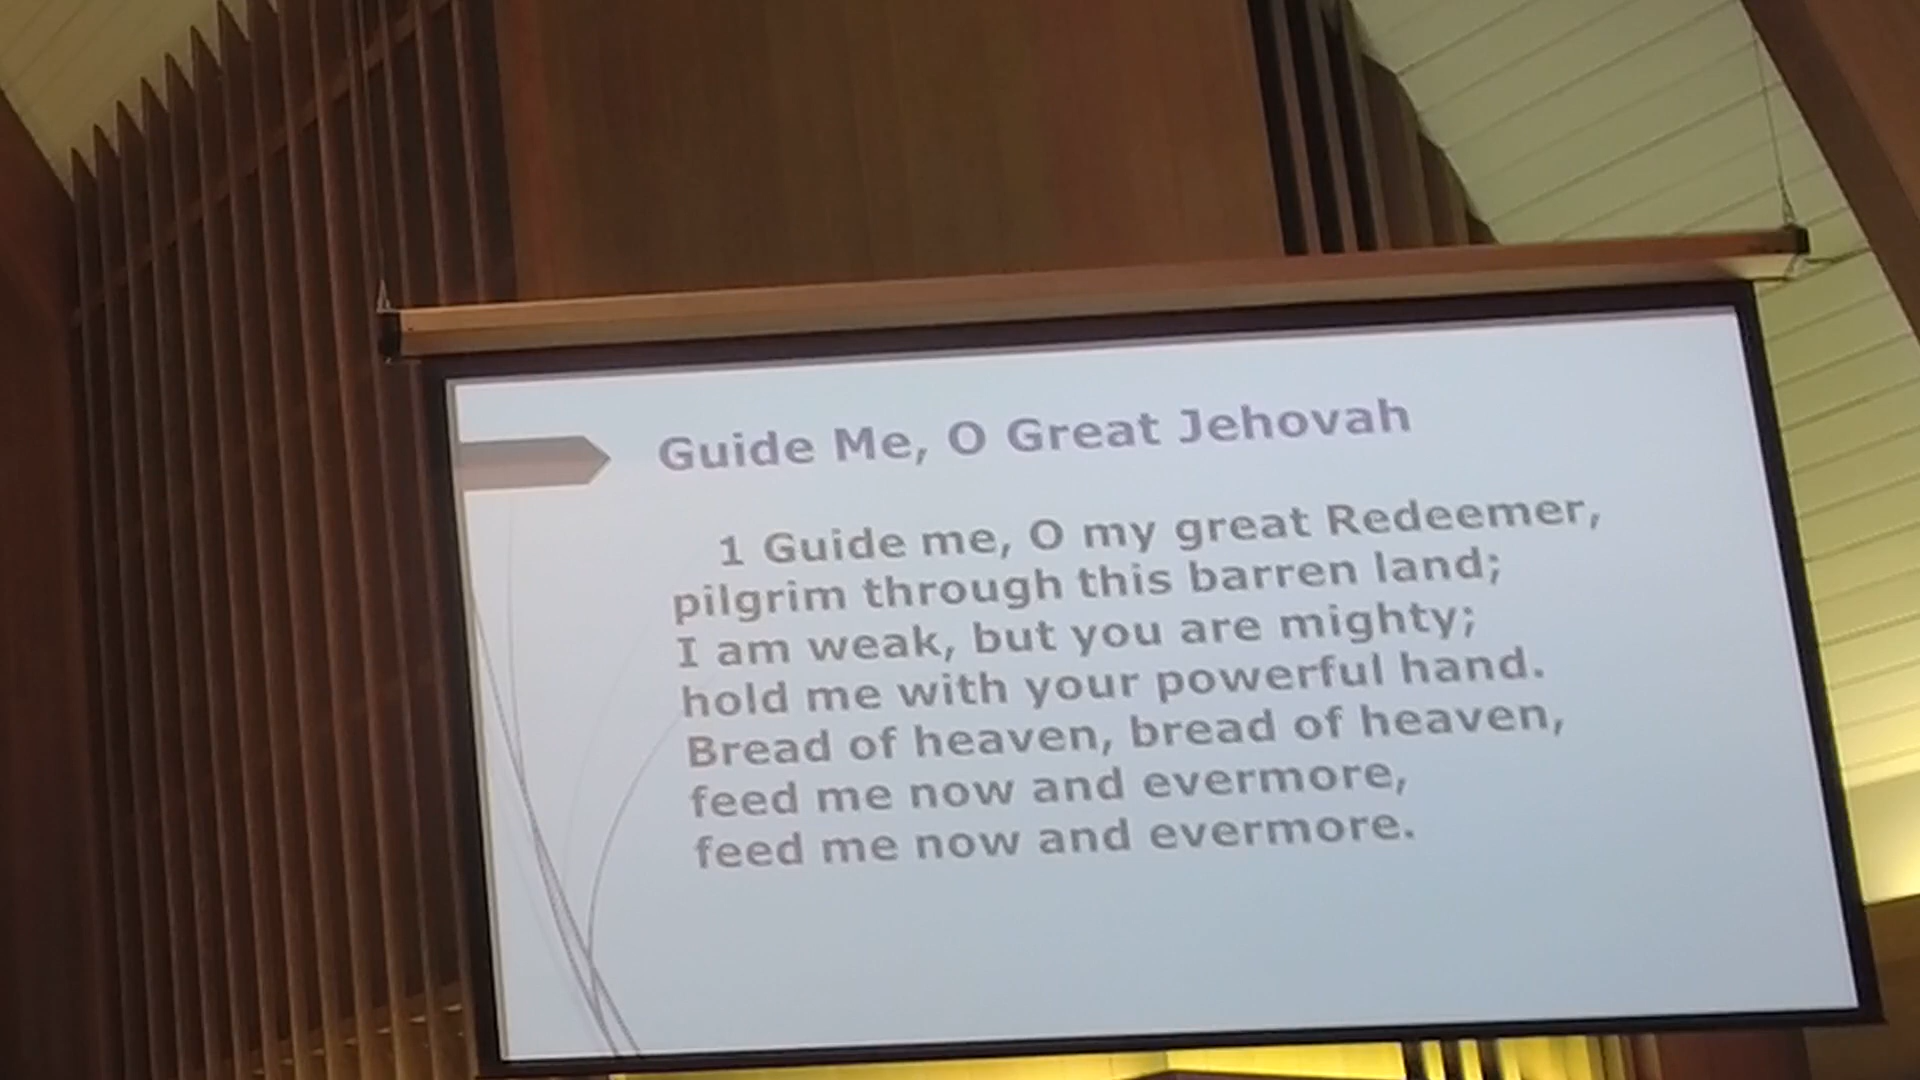 Guide Me, O Great Jehovah
1 Guide me, O my great Redeemer,
pilgrim through this barren land;
I am weak, but you are mighty;
hold me with your powerful hand.
Bread of heaven, bread of heaven,
feed me now and evermore,
feed me now and evermore.